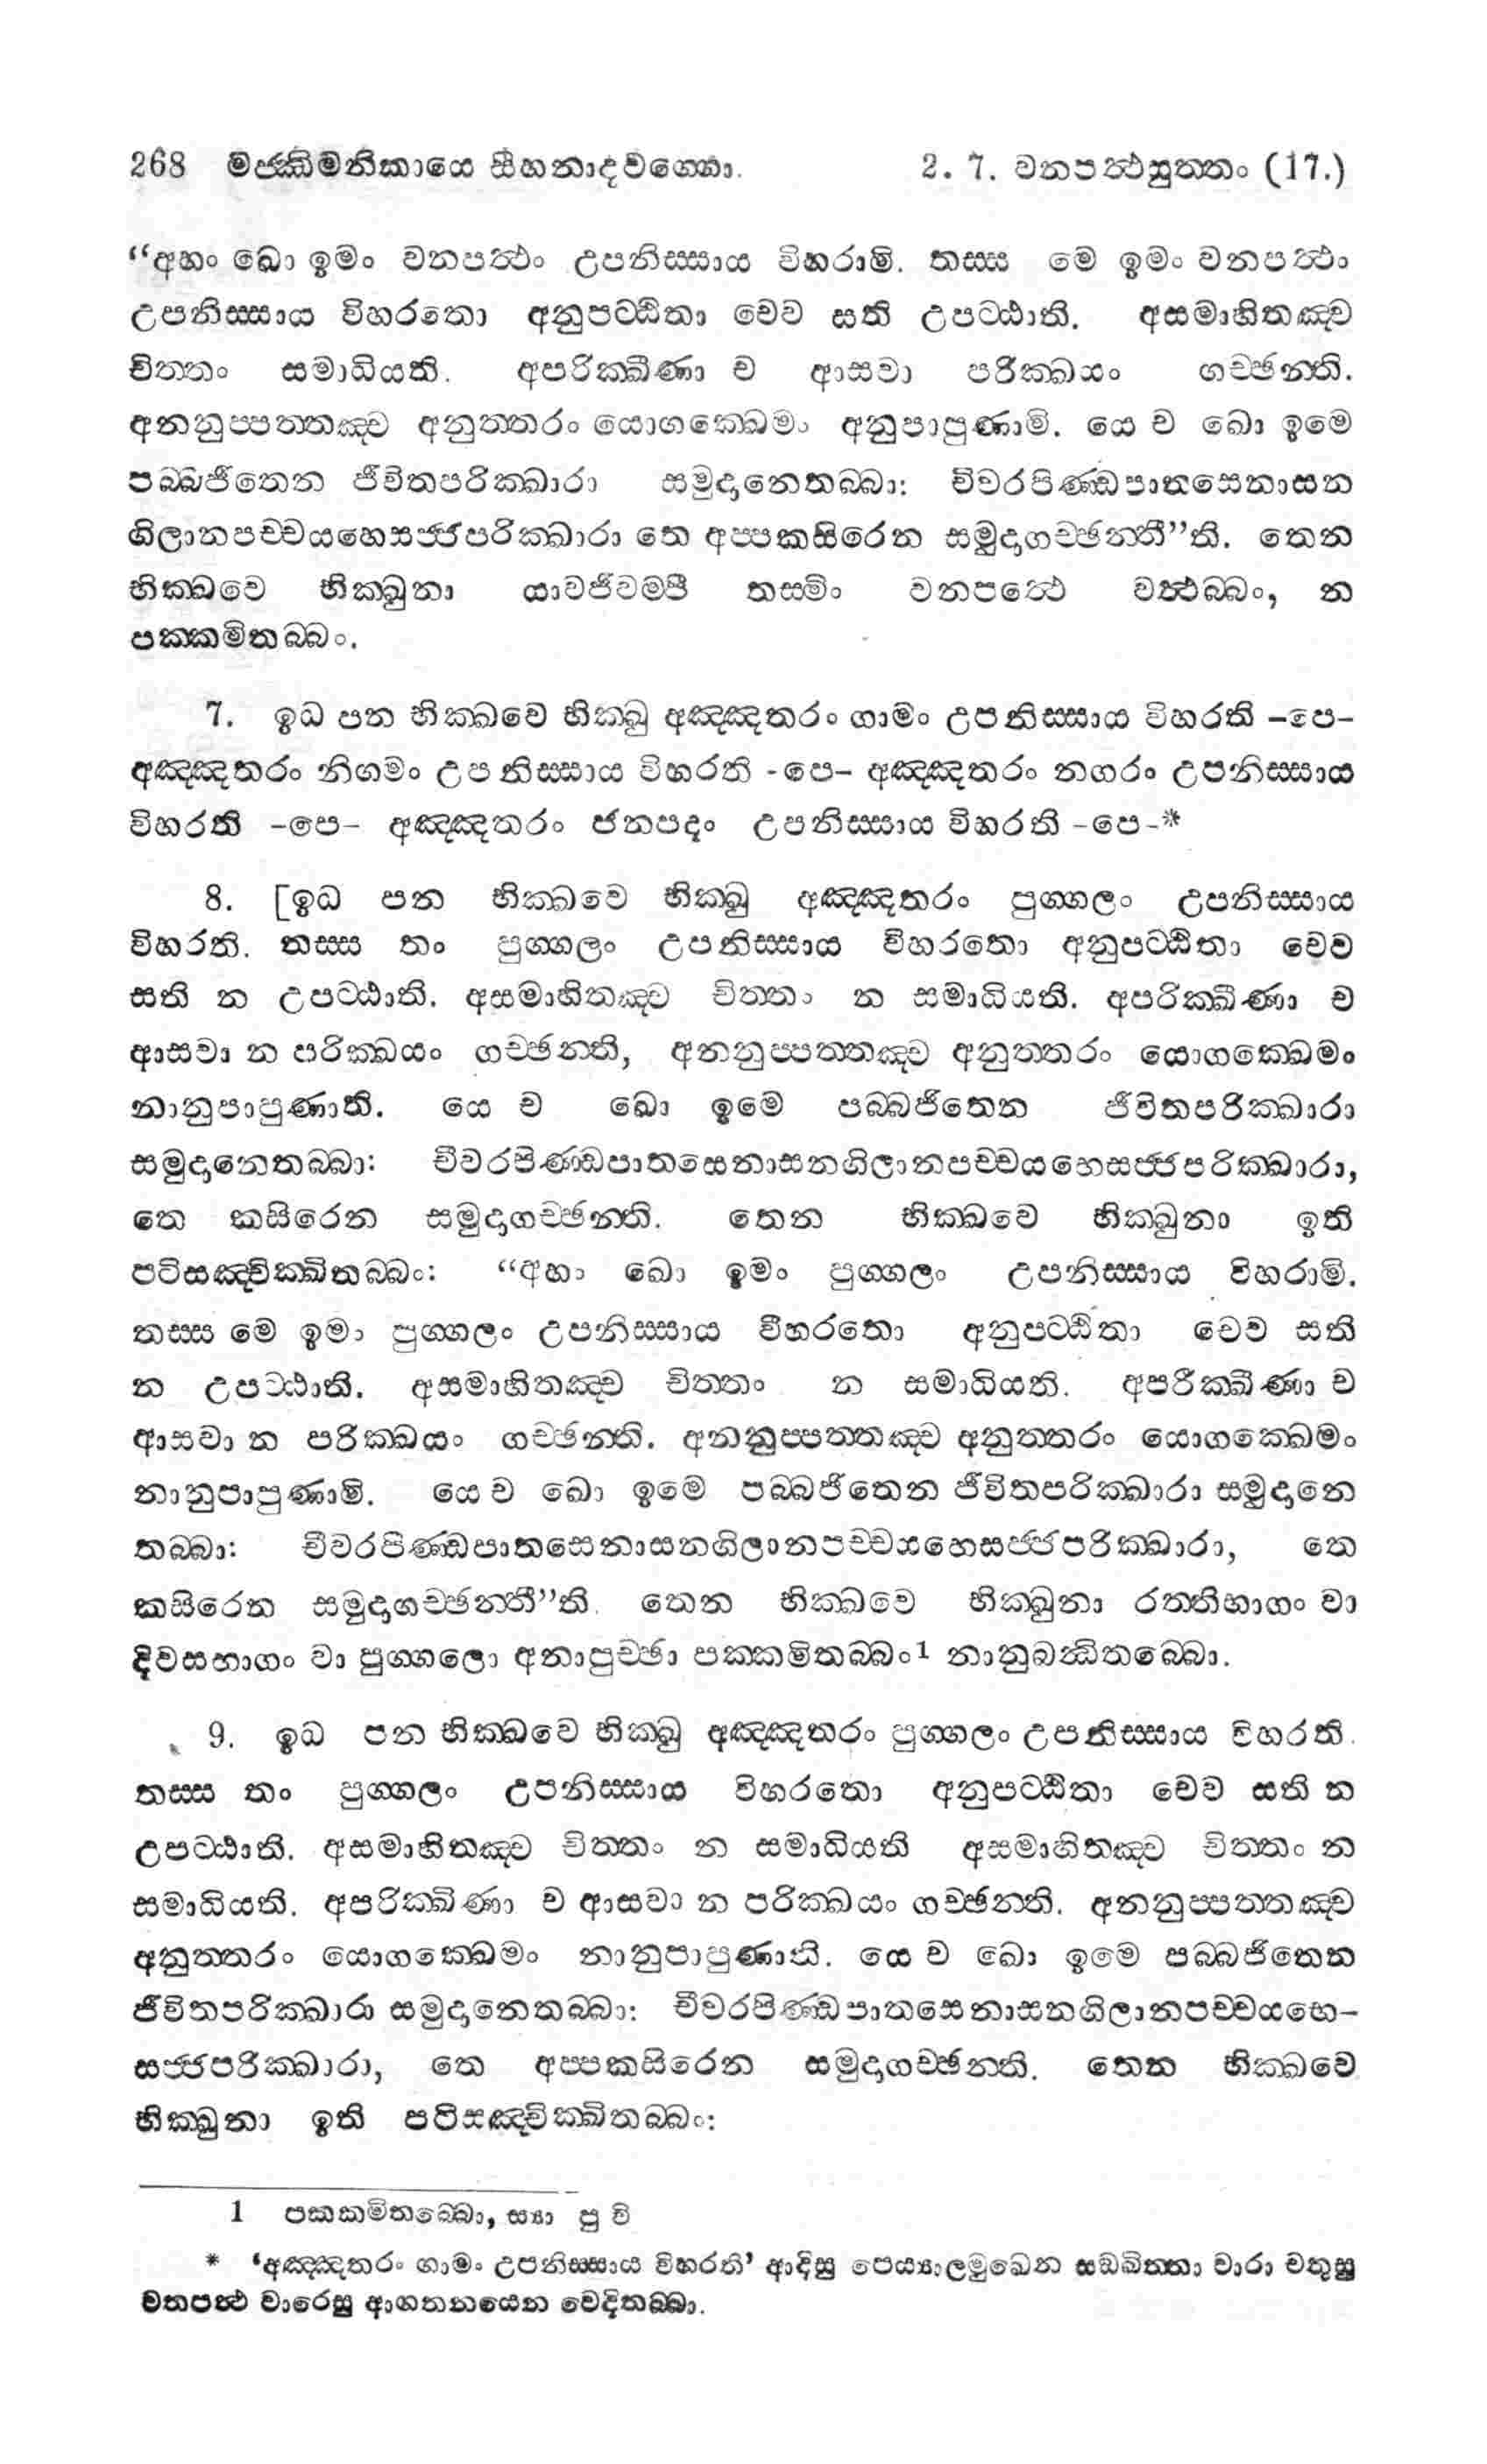 268 මජ්ඣිමනිකායෙ සීහනාදවග්ගො. 2. 7. වනපත්ථසුත්තං (17.)
“අහං ඛො ඉමං වනපත්ථං උපනිස්සාය විහරාමි. තස්ස මෙ ඉමං වනපත්ථං
උපනිස්සාය විහරතො අනුපට්ඨිතා චෙව සති උපට්ඨාති. අසමාහිතඤ්ච
චිත්තං සමාධියති. අපරික්ඛීණා ච ආසවා පරික්ඛයං ගච්ඡන්ති.
අනනුප්පත්තඤ්ච අනුත්තරං යොගක්ඛෙමං අනුපාපුණාමි. යෙ ච ඛො ඉමෙ
පබ්බජිතෙන ජීවිතපරික්ඛාරා සමුදානෙතබ්බා: චීවරපිණ්ඩපාතසෙනාසන
ගිලානපච්චයභෙසජ්ජපරික්ඛාරා තෙ අප්පකසිරෙන සමුදාගච්ඡන්තී”ති. තෙන
භික්ඛවෙ භික්ඛුනා යාවජීවම්පි තස්මිං වනපත්ථෙ වත්ථබ්බං, න
පක්කමිතබ්බං.
7. ඉධ පන භික්ඛවෙ භික්ඛු අඤ්ඤතරං ගාමං උපනිස්සාය විහරති –පෙ–
අඤ්ඤතරං නිගමං උපනිස්සාය විහරති -පෙ– අඤ්ඤතරං නගරං උපනිස්සාය
විහරති –පෙ– අඤ්ඤතරං ජනපදං උපනිස්සාය විහරති –පෙ–*
8. [ඉධ පන භික්ඛවෙ භික්ඛු අඤ්ඤතරං පුග්ගලං උපනිස්සාය
විහරති. තස්ස තං පුග්ගලං උපනිස්සාය විහරතො අනුපට්ඨිතා චෙව
සති න උපට්ඨාති. අසමාහිතඤ්ච චිත්තං න සමාධියති. අපරික්ඛීණා ච
ආසවා න පරික්ඛයං ගච්ඡන්ති, අනනුප්පත්තඤ්ච අනුත්තරං යොගක්ඛෙමං
නානුපාපුණාති. යෙ ච ඛො ඉමෙ පබ්බජිතෙන ජීවිතපරික්ඛාරා
සමුදානෙතබ්බා: චීවරපිණ්ඩපාතසෙනාසනගිලානපච්චයභෙසජ්ජපරික්ඛාරා,
තෙ කසිරෙන සමුදාගච්ඡන්ති. තෙන භික්ඛවෙ භික්ඛුනා ඉති
පටිසඤ්චික්ඛිතබ්බං: “අහං ඛො ඉමං පුග්ගලං උපනිස්සාය විහරාමි.
තස්ස මෙ ඉමං පුග්ගලං උපනිස්සාය විහරතො අනුපට්ඨිතා චෙව සති
න උපට්ඨාති. අසමාහිතඤ්ච චිත්තං න සමාධියති. අපරික්ඛීණා ච
ආසවා න පරික්ඛයං ගච්ඡන්ති. අනනුප්පත්තඤ්ච අනුත්තරං යොගක්ඛෙමං
නානුපාපුණාමි. යෙ ච ඛො ඉමෙ පබ්බජිතෙන ජීවිතපරික්ඛාරා සමුදානෙ
තබ්බා: චීවරපිණ්ඩපාතසෙනාසනගිලානපච්චයභෙසජ්ජපරික්ඛාරා, තෙ
කසිරෙන සමුදාගච්ඡන්තී”ති. තෙන භික්ඛවෙ භික්ඛුනා රත්තිභාගං වා
දිවසභාගං වා පුග්ගලො අනාපුච්ඡා පක්කමිතබ්බං¹ නානුබන්ධිතබ්බො.
9. ඉධ පන භික්ඛවෙ භික්ඛු අඤ්ඤතරං පුග්ගලං උපනිස්සාය විහරති.
තස්ස තං පුග්ගලං උපනිස්සාය විහරතො අනුපට්ඨිතා චෙව සති න
උපට්ඨාති. අසමාහිතඤ්ච චිත්තං න සමාධියති අසමාහිතඤ්ච චිත්තං න
සමාධියති. අපරික්ඛීණා ච ආසවා න පරික්ඛයං ගච්ඡන්ති. අනනුප්පත්තඤ්ච
අනුත්තරං යොගක්ඛෙමං නානුපාපුණාති. යෙ ච ඛො ඉමෙ පබ්බජිතෙන
ජීවිතපරික්ඛාරා සමුදානෙතබ්බා: චීවරපිණ්ඩපාතසෙනාසනගිලානපච්චයභෙ–
සජ්ජපරික්ඛාරා, තෙ අප්පකසිරෙන සමුදාගච්ඡන්ති. තෙන භික්ඛවෙ
භික්ඛුනා ඉති පටිසඤ්චික්ඛිතබ්බං:
1 පක්කමිතබ්බො, ස්‍යා පු වි
* ‘අඤ්ඤතරං ගාමං උපනිස්සාය විහරති’ ආදිසු පෙය්‍යාලමුඛෙන සඞ්ඛිත්තා වාරා චතුසු
වනපත්ථ වාරෙසු ආගතනයෙන වෙදිතබ්බා.